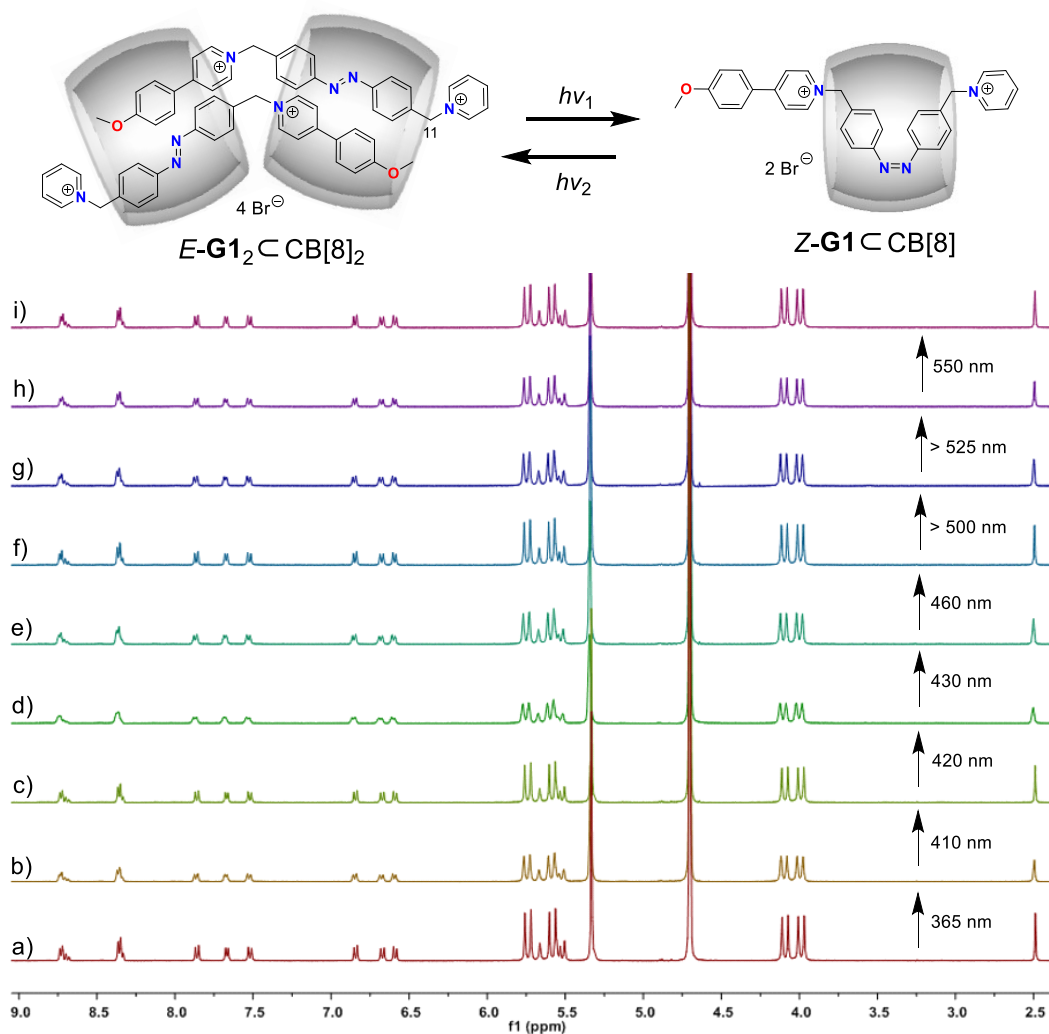 N
N
N
O
11
N
N
N
N
O
N
4 Br⊖
E-G1₂⊂CB[8]₂
hν₁
hν₂
O
N
N
N=N
2 Br⊖
Z-G1⊂CB[8]
i)
550 nm
h)
> 525 nm
g)
> 500 nm
f)
460 nm
e)
430 nm
d)
420 nm
c)
410 nm
b)
365 nm
a)
9.0 8.5 8.0 7.5 7.0 6.5 6.0 5.5 5.0 4.5 4.0 3.5 3.0 2.5
f1 (ppm)